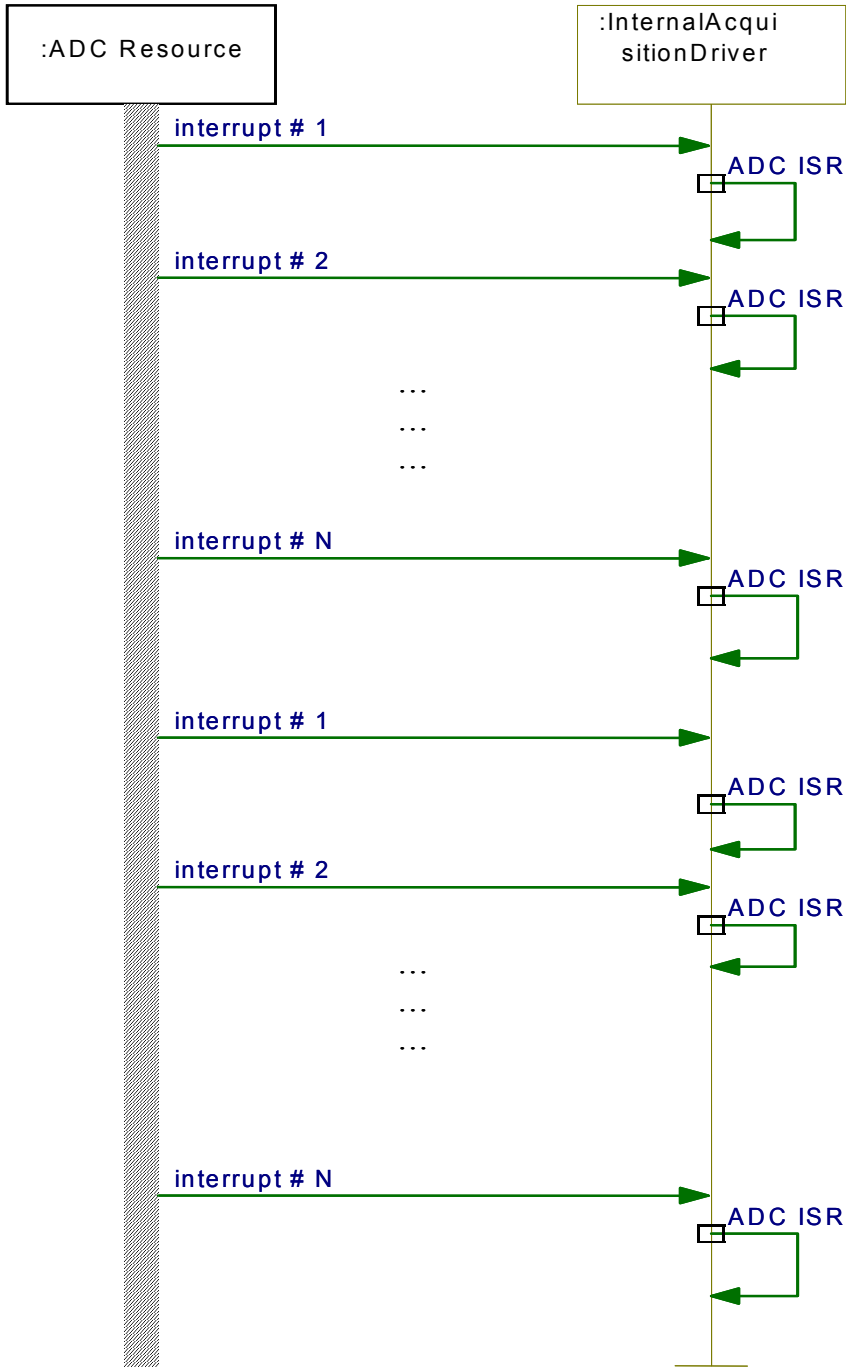 :ADC Resource
:InternalAcqui
sitionDriver
interrupt # 1
ADC ISR
interrupt # 2
ADC ISR
...
...
...
interrupt # N
ADC ISR
interrupt # 1
ADC ISR
interrupt # 2
ADC ISR
...
...
...
interrupt # N
ADC ISR